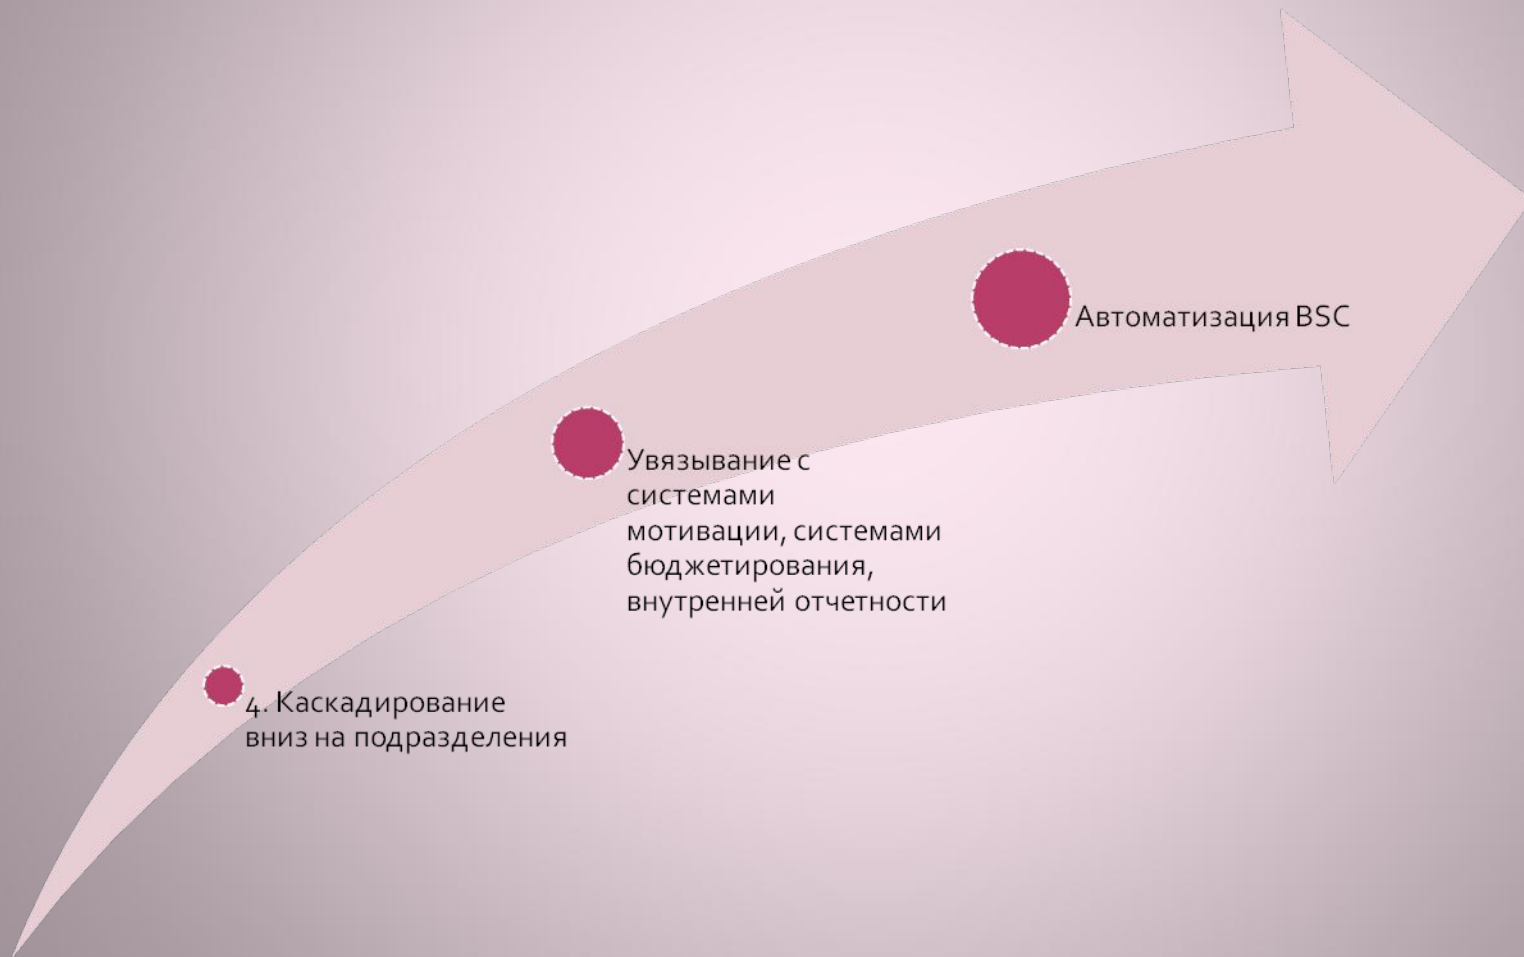 Автоматизация BSC
Увязывание с
системами
мотивации, системами
бюджетирования,
внутренней отчетности
4. Каскадирование
вниз на подразделения